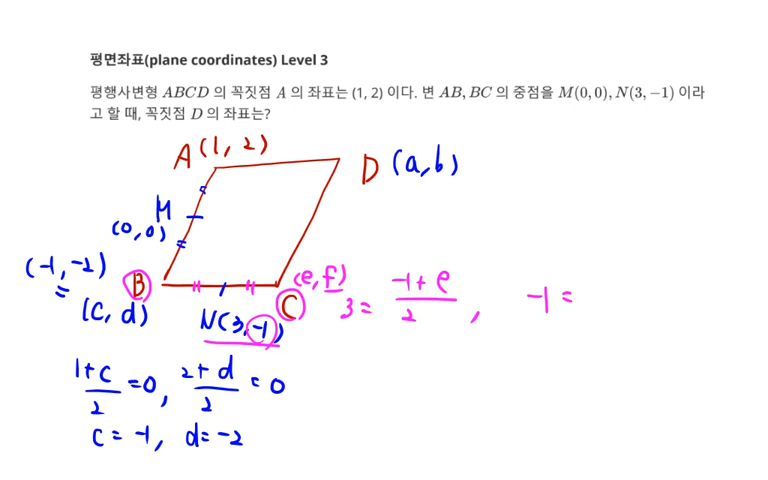 평면좌표(plane coordinates) Level 3
평행사변형 ABCD 의 꼭짓점 A 의 좌표는 (1, 2) 이다. 변 AB, BC 의 중점을 M(0, 0), N(3, −1) 이라
고 할 때, 꼭짓점 D 의 좌표는?
A (1, 2)
D (a, b)
M
(0, 0)
(-1, -2)
=
B
(c, d)
(e, f)
C
N(3, -1)
3 = (-1+e)/2 , -1 =
(1+c)/2 = 0, (2+d)/2 = 0
c = -1, d = -2